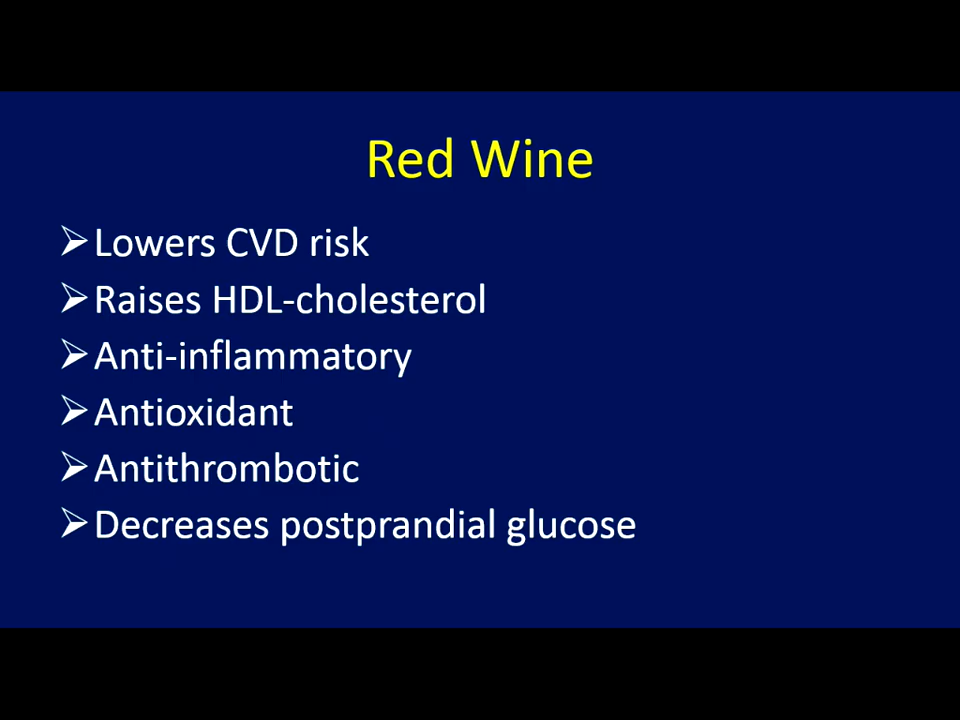 Red Wine
➢Lowers CVD risk
➢Raises HDL-cholesterol
➢Anti-inflammatory
➢Antioxidant
➢Antithrombotic
➢Decreases postprandial glucose